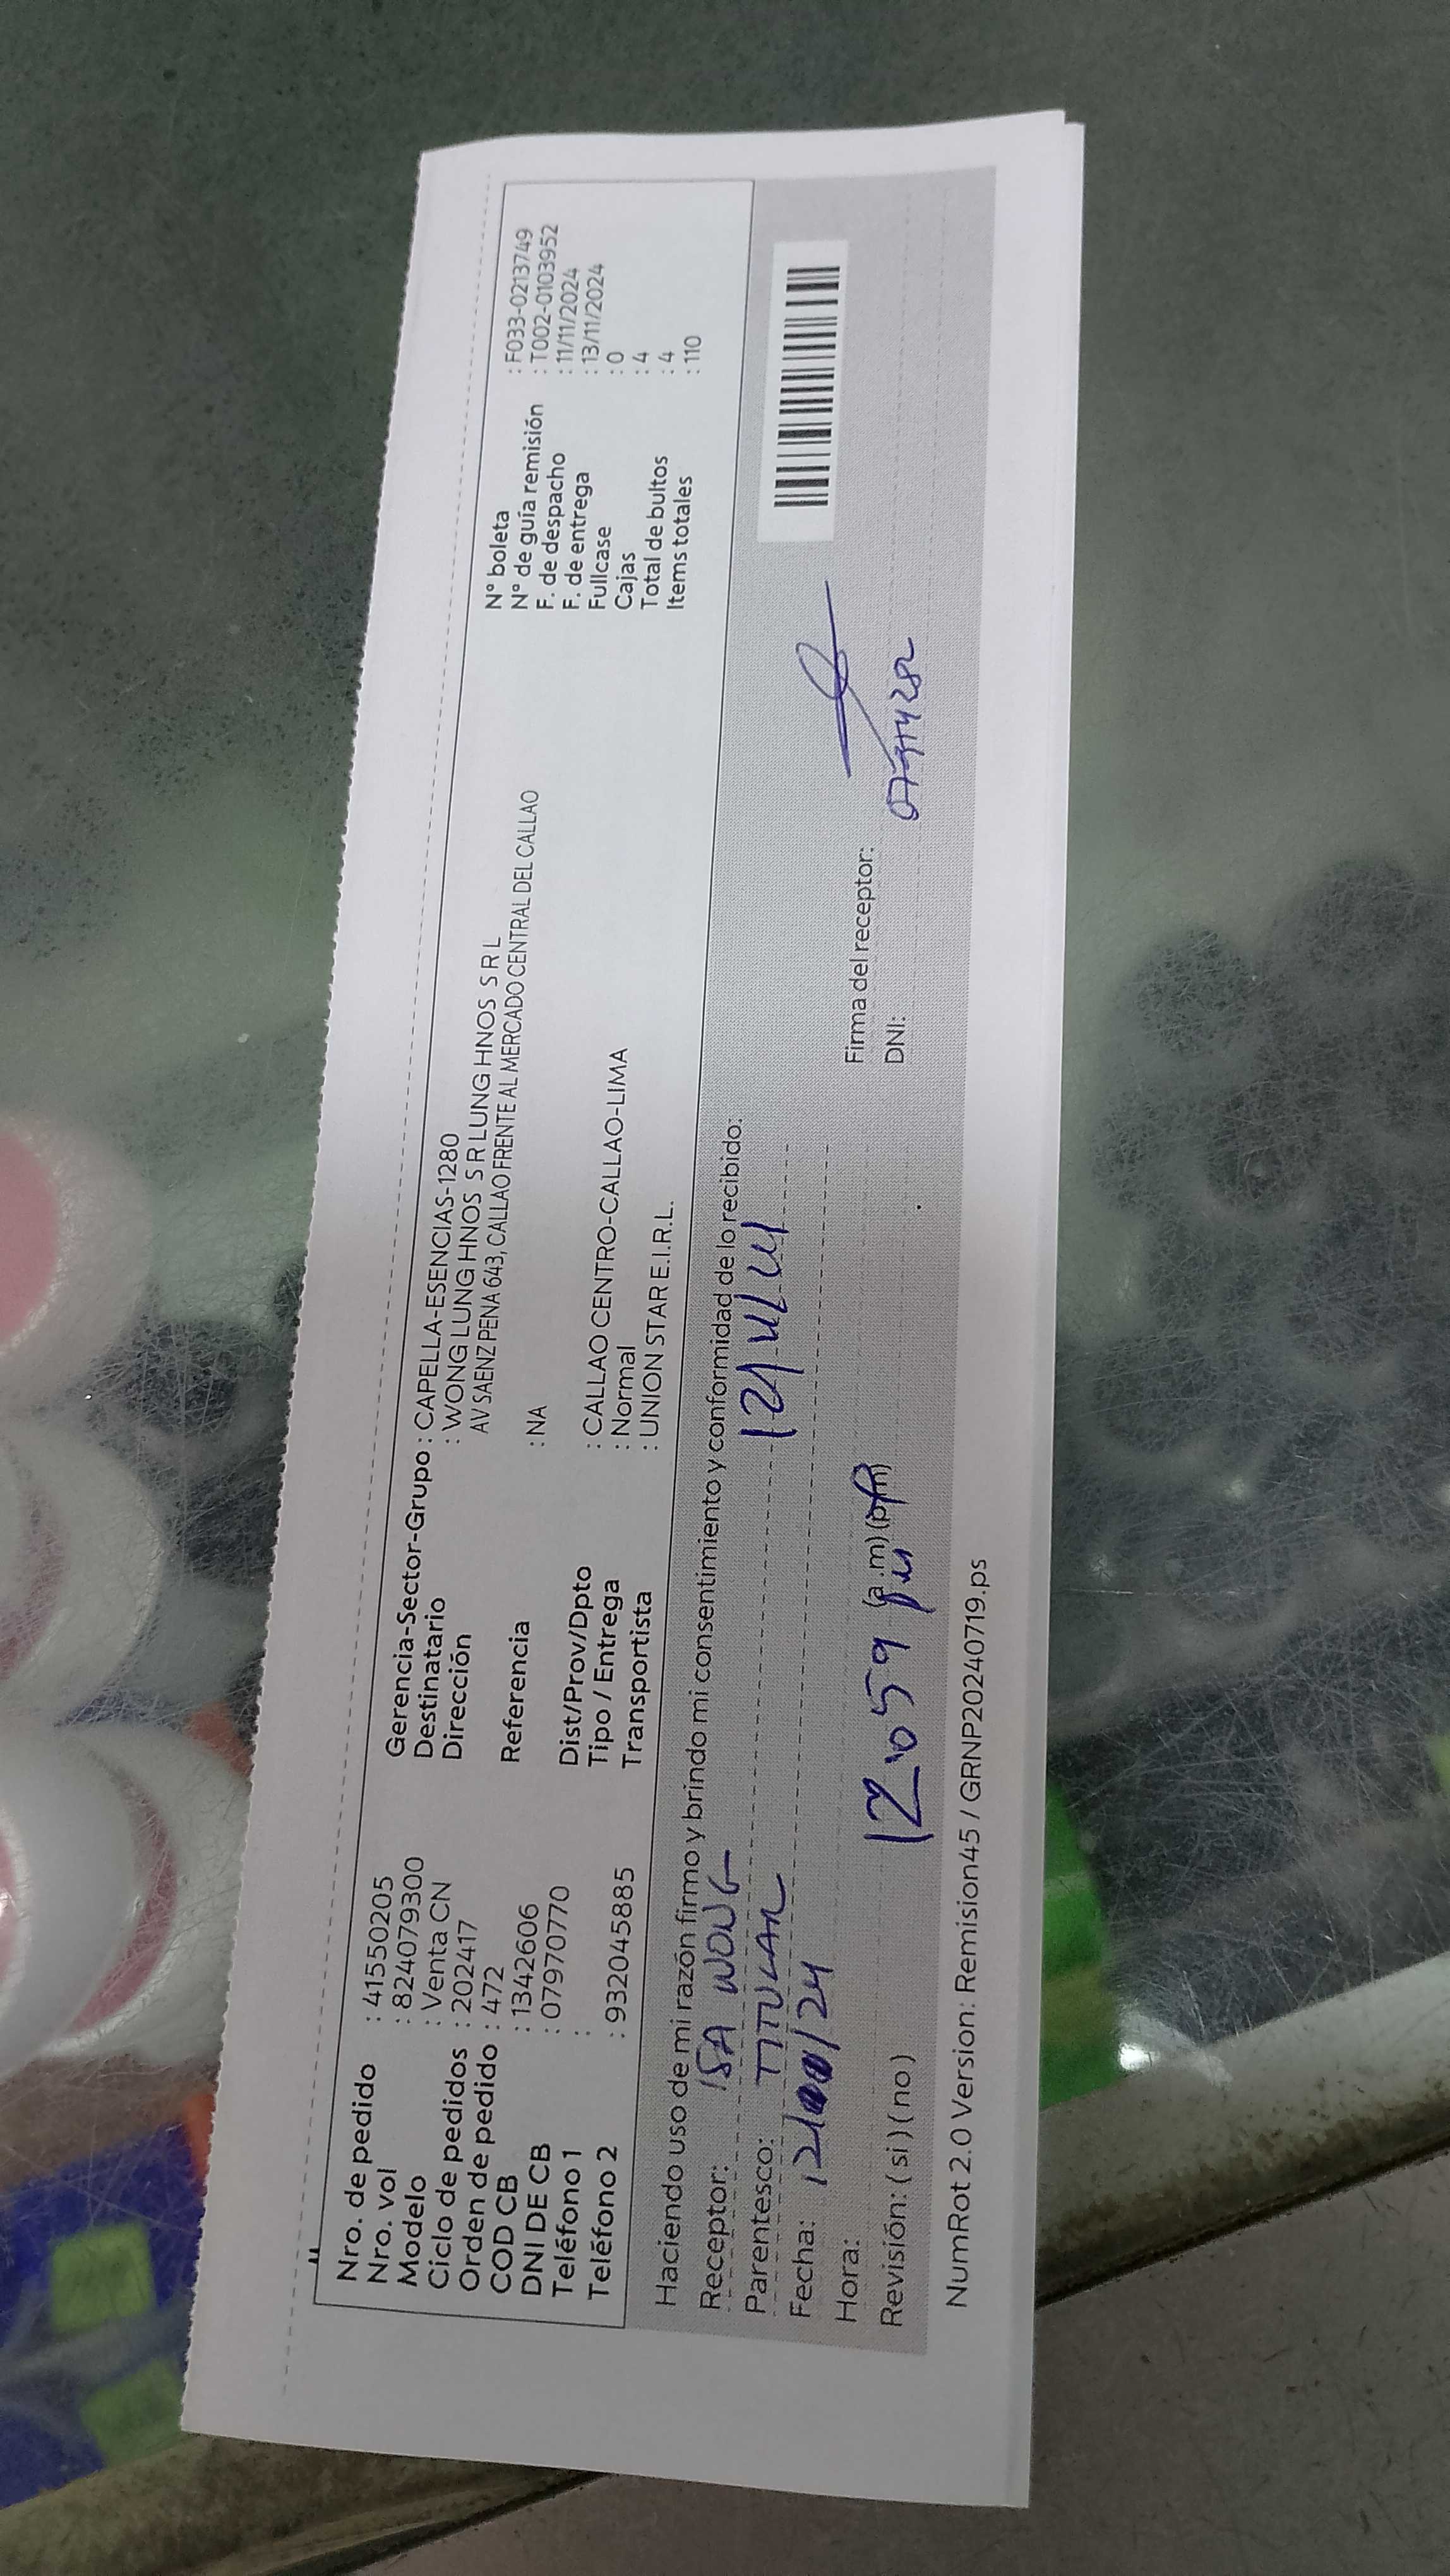 Nro. de pedido : 41550205
Nro. vol : 824079300
Modelo : Venta CN
Ciclo de pedidos : 202417
Orden de pedido : 472
COD CB : 1342606
DNI DE CB : 07970770
Teléfono 1 :
Teléfono 2 : 932045885
Gerencia-Sector-Grupo : CAPELLA-ESENCIAS-1280
Destinatario : WONG LUNG HNOS S R LUNG HNOS S R L
Dirección AV SAENZ PENA 643, CALLAO FRENTE AL MERCADO CENTRAL DEL CALLAO
Referencia : NA
Dist/Prov/Dpto : CALLAO CENTRO-CALLAO-LIMA
Tipo / Entrega : Normal
Transportista : UNION STAR E.I.R.L.
N° boleta : F033-0213749
N° de guía remisión : T002-0103952
F. de despacho : 11/11/2024
F. de entrega : 13/11/2024
Fullcase : 0
Cajas : 4
Total de bultos : 4
Items totales : 110
Haciendo uso de mi razón firmo y brindo mi consentimiento y conformidad de lo recibido:
Receptor: ISA WONG
Parentesco: TITULAR
Fecha:
Hora: 12:059 p.m (a.m) (pm)
Revisión: (si) (no)
Firma del receptor:
DNI:
NumRot 2.0 Version: Remision45 / GRNP20240719.ps